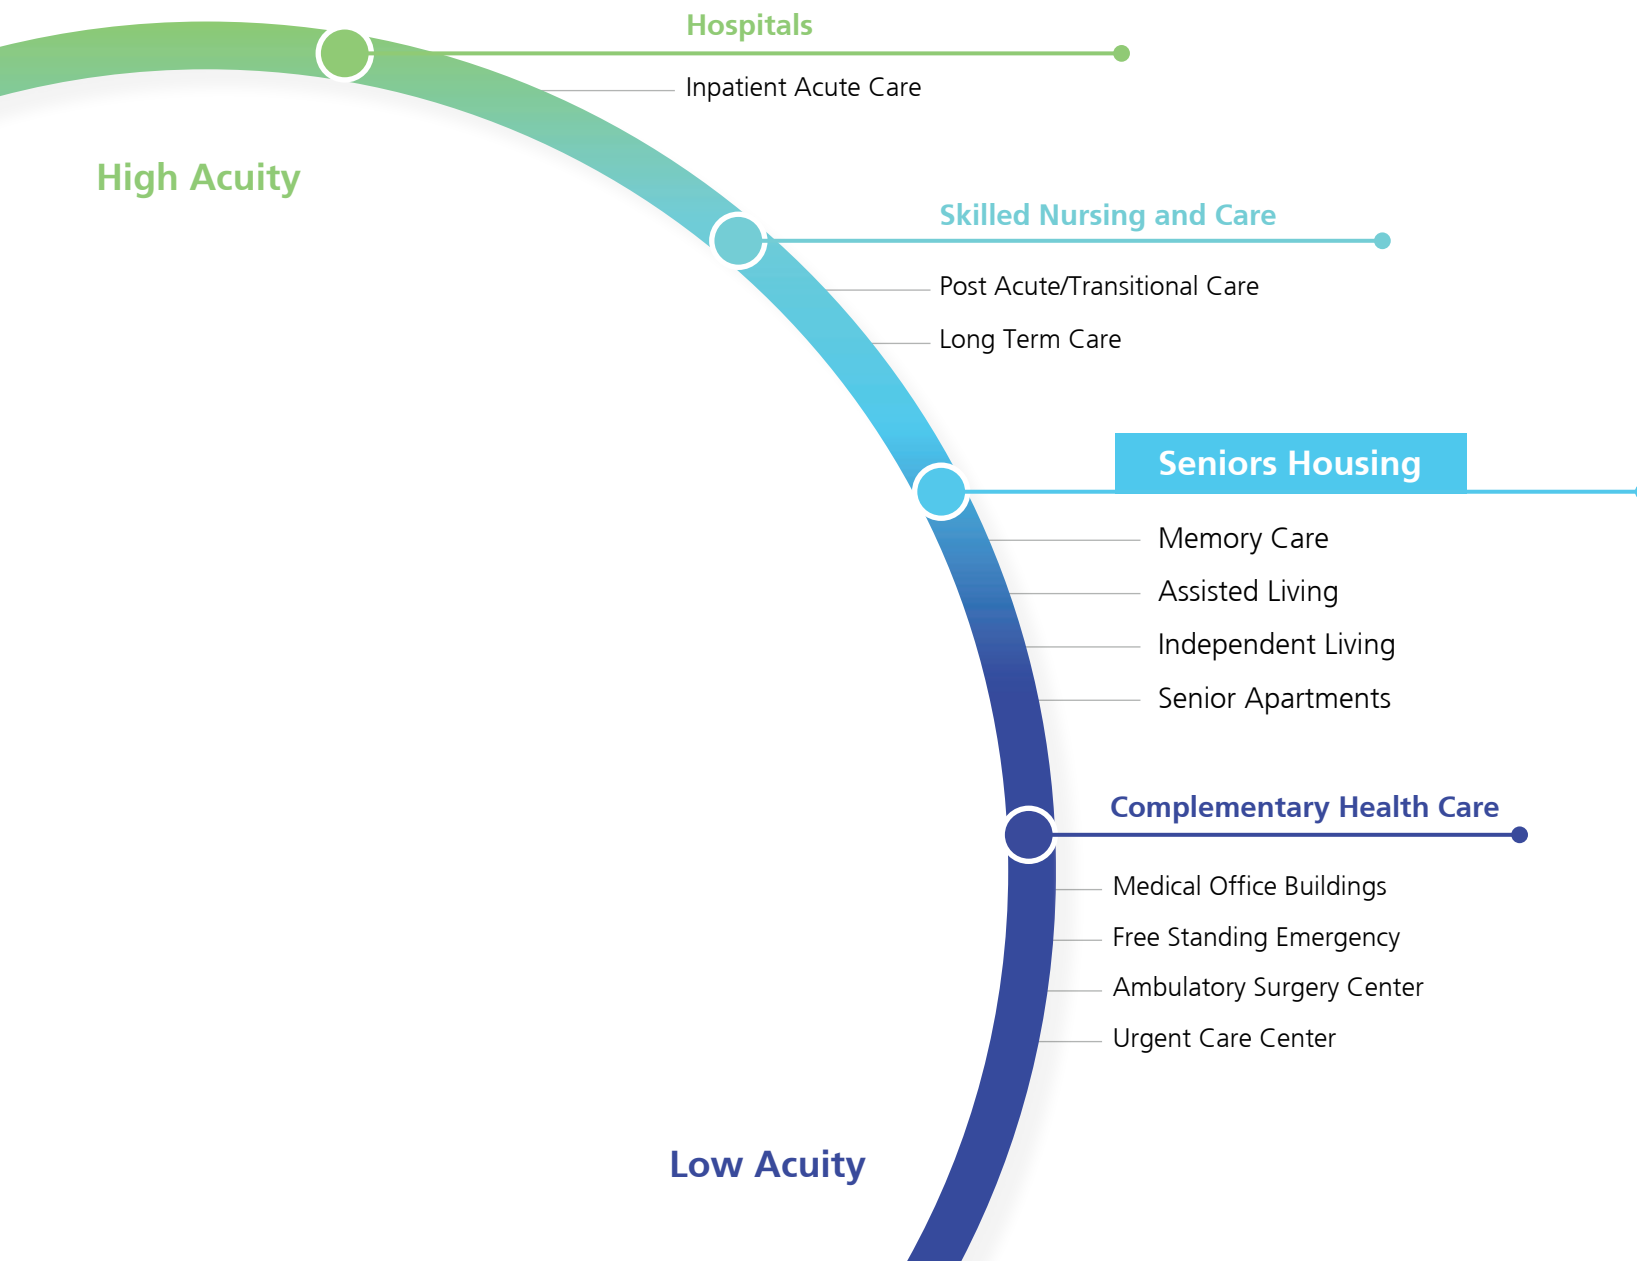 Hospitals
Inpatient Acute Care
High Acuity
Skilled Nursing and Care
Post Acute/Transitional Care
Long Term Care
Seniors Housing
Memory Care
Assisted Living
Independent Living
Senior Apartments
Complementary Health Care
Medical Office Buildings
Free Standing Emergency
Ambulatory Surgery Center
Urgent Care Center
Low Acuity